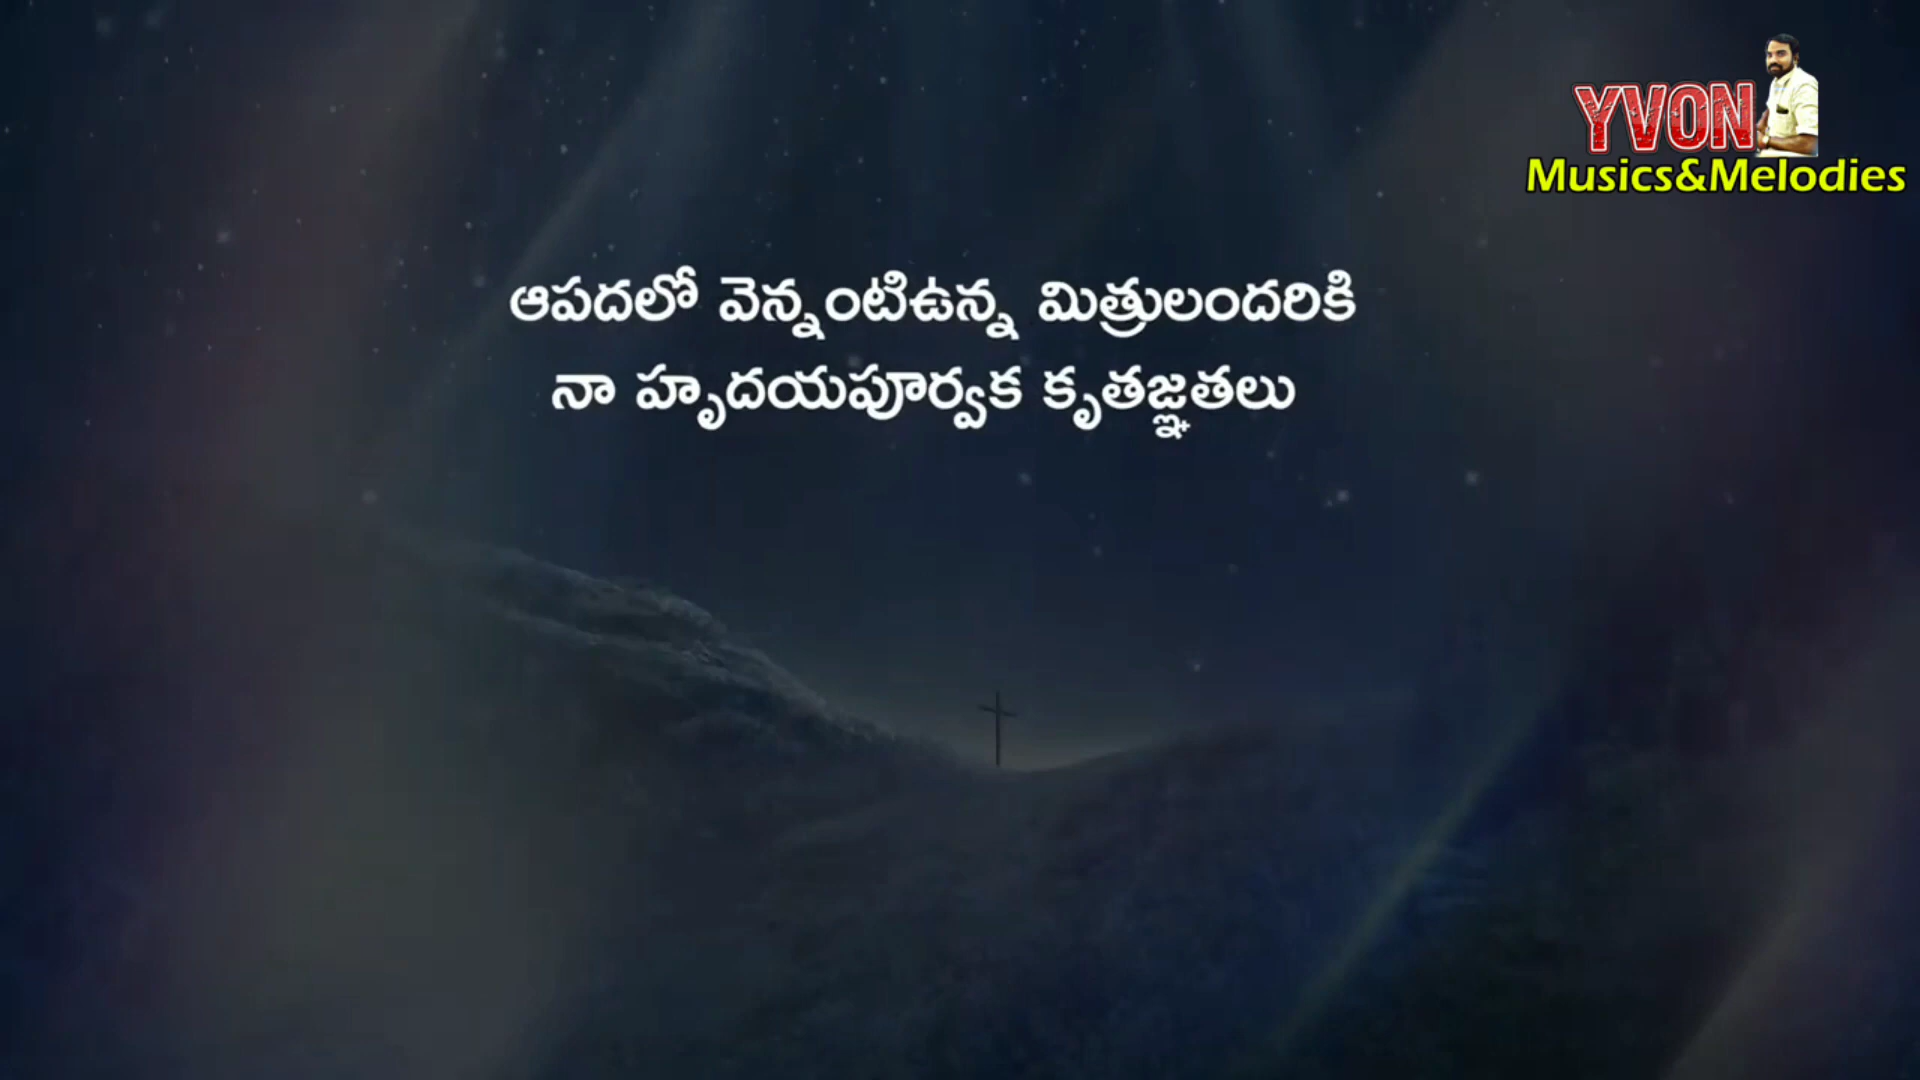 YVON
Musics&Melodies
ఆపదలో వెన్నంటిఉన్న మిత్రులందరికి
నా హృదయపూర్వక కృతజ్ఞతలు